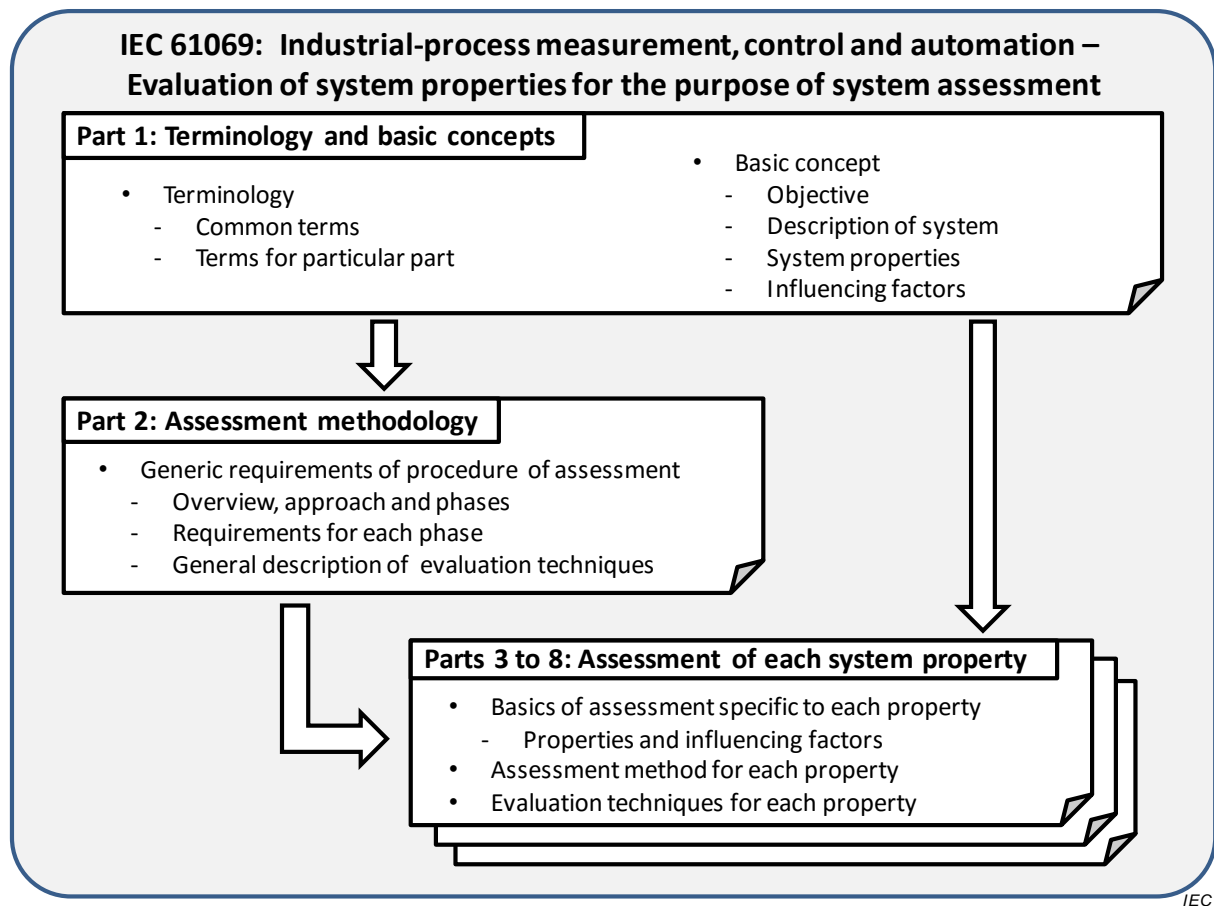 IEC 61069: Industrial-process measurement, control and automation –
Evaluation of system properties for the purpose of system assessment
Part 1: Terminology and basic concepts
• Terminology
- Common terms
- Terms for particular part
• Basic concept
- Objective
- Description of system
- System properties
- Influencing factors
Part 2: Assessment methodology
• Generic requirements of procedure of assessment
- Overview, approach and phases
- Requirements for each phase
- General description of evaluation techniques
Parts 3 to 8: Assessment of each system property
• Basics of assessment specific to each property
- Properties and influencing factors
• Assessment method for each property
• Evaluation techniques for each property
IEC